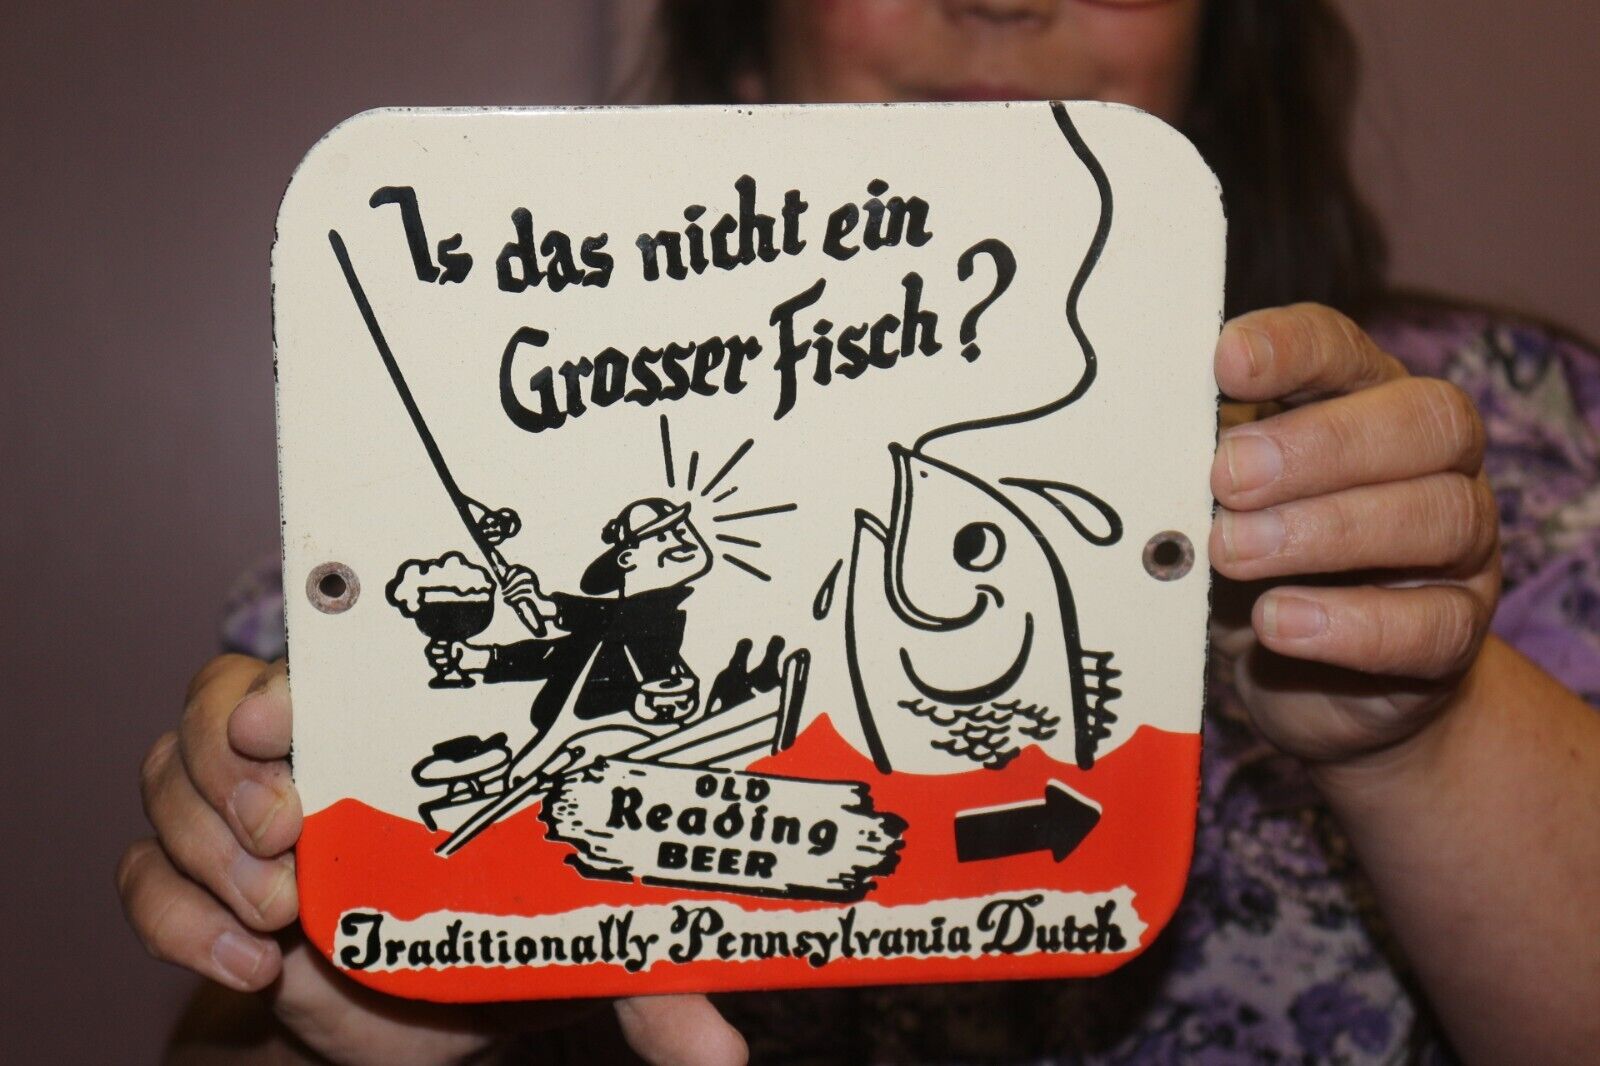 Is das nicht ein
Grosser Fisch?
OLD
Reading
BEER
Traditionally Pennsylvania Dutch